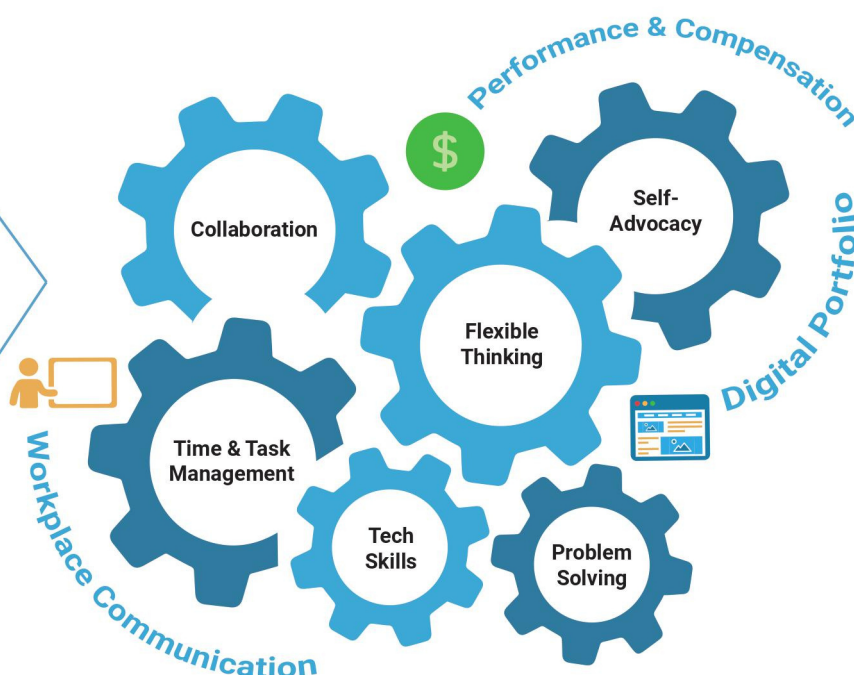 Performance & Compensation
$
Collaboration
Self-
Advocacy
Digital Portfolio
Flexible
Thinking
Time & Task
Management
Workplace Communication
Tech
Skills
Problem
Solving